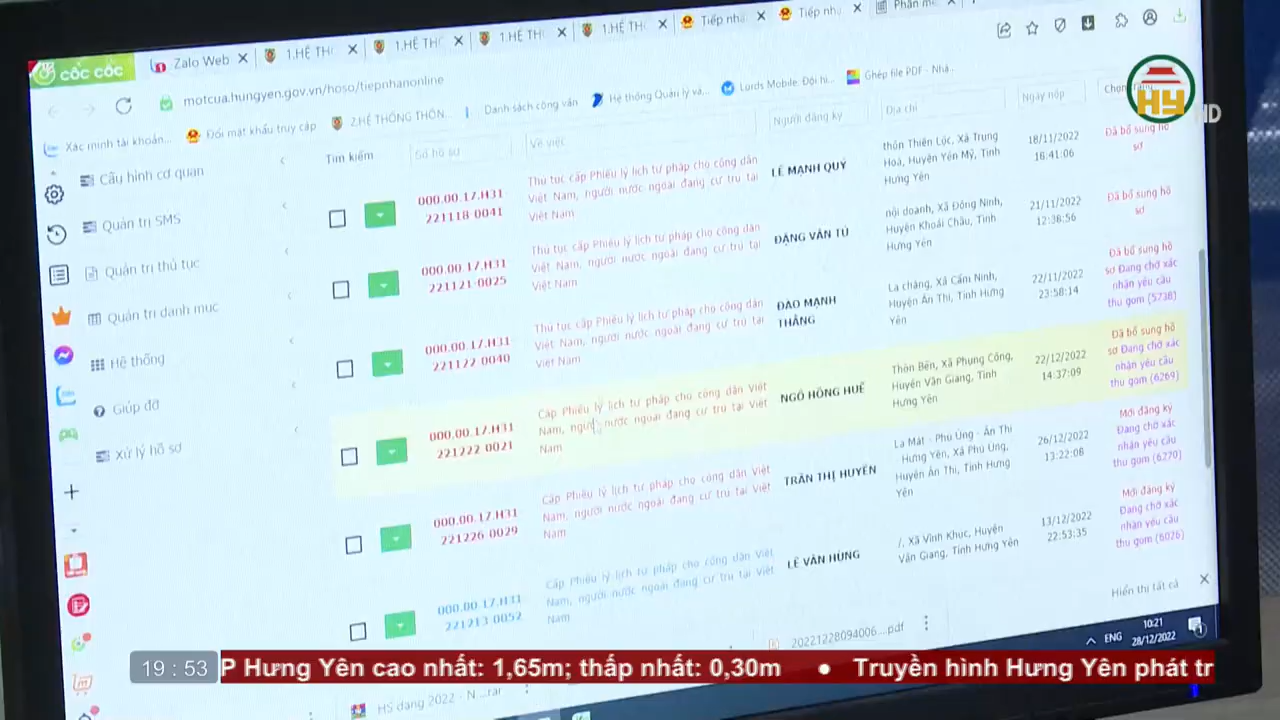 cốc cốc
Zalo Web
1.HỆ THỐ
1.HỆ THỐ
1.HỆ THỐ
1.HỆ THỐ
Tiếp nhậ
Tiếp nhậ
Phần m
motcua.hungyen.gov.vn/hoso/tiepnhanonline
Xác minh tài khoản...
Đổi mật khẩu truy cập
2.HỆ THỐNG THÔN...
Danh sách công văn
Hệ thống Quản lý vă...
Lords Mobile. Đội hì...
Ghép file PDF - Nhá...
HY HD
Tìm kiếm
Số hồ sơ
Về việc
Người đăng ký
Địa chỉ
Ngày nộp
Cấu hình cơ quan
Quản trị SMS
Quản trị thủ tục
Quản trị danh mục
Hệ thống
Giúp đỡ
Xử lý hồ sơ
000.00.17.H31
221118-0041
Thủ tục cấp Phiếu lý lịch tư pháp cho công dân
Việt Nam, người nước ngoài đang cư trú tại
Việt Nam
LÊ MẠNH QUÝ
thôn Thiên Lộc, Xã Trung
Hoà, Huyện Yên Mỹ, Tỉnh
Hưng Yên
18/11/2022
16:41:06
Đã bổ sung hồ
sơ
000.00.17.H31
221121-0025
Thủ tục cấp Phiếu lý lịch tư pháp cho công dân
Việt Nam, người nước ngoài đang cư trú tại
Việt Nam
ĐẶNG VĂN TÚ
nội doanh, Xã Đông Ninh,
Huyện Khoái Châu, Tỉnh
Hưng Yên
21/11/2022
12:38:56
Đã bổ sung hồ
sơ
000.00.17.H31
221122-0040
Thủ tục cấp Phiếu lý lịch tư pháp cho công dân
Việt Nam, người nước ngoài đang cư trú tại
Việt Nam
ĐÀO MẠNH
THẮNG
La chàng, Xã Cẩm Ninh,
Huyện Ân Thi, Tỉnh Hưng
Yên
22/11/2022
23:58:14
Đã bổ sung hồ
sơ Đang chờ xác
nhận yêu cầu
thu gom (5738)
000.00.17.H31
221222-0021
Cấp Phiếu lý lịch tư pháp cho công dân Việt
Nam, người nước ngoài đang cư trú tại Việt
Nam
NGÔ HỒNG HUẾ
Thôn Bến, Xã Phụng Công,
Huyện Văn Giang, Tỉnh
Hưng Yên
22/12/2022
14:37:09
Đã bổ sung hồ
sơ Đang chờ xác
nhận yêu cầu
thu gom (6269)
000.00.17.H31
221226-0029
Cấp Phiếu lý lịch tư pháp cho công dân Việt
Nam, người nước ngoài đang cư trú tại Việt
Nam
TRẦN THỊ HUYỀN
La Mát - Phù Ủng - Ân Thi
- Hưng Yên, Xã Phù Ủng,
Huyện Ân Thi, Tỉnh Hưng
Yên
26/12/2022
13:22:08
Mới đăng ký
Đang chờ xác
nhận yêu cầu
thu gom (6270)
000.00.17.H31
221213-0052
Cấp Phiếu lý lịch tư pháp cho công dân Việt
Nam, người nước ngoài đang cư trú tại Việt
Nam
LÊ VĂN HÙNG
/, Xã Vĩnh Khúc, Huyện
Văn Giang, Tỉnh Hưng Yên
13/12/2022
22:53:35
Mới đăng ký
Đang chờ xác
nhận yêu cầu
thu gom (6026)
Hiển thị tất cả
20221228094006....pdf
HS dang 2022 - N...rar
ENG
10:21
28/12/2022
19 : 53
P Hưng Yên cao nhất: 1,65m; thấp nhất: 0,30m ● Truyền hình Hưng Yên phát tr